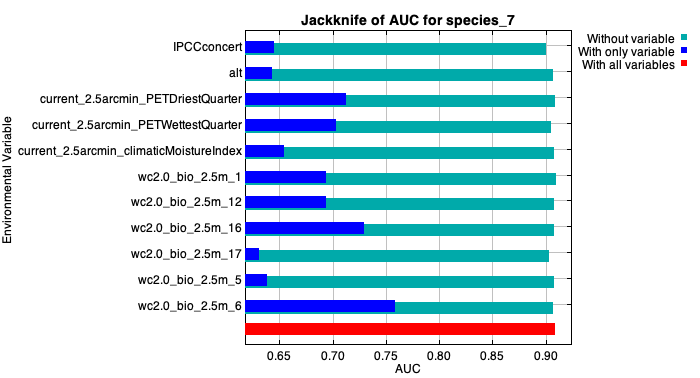 Jackknife of AUC for species_7
Without variable
With only variable
With all variables
Environmental Variable
IPCCconcert
alt
current_2.5arcmin_PETDriestQuarter
current_2.5arcmin_PETWettestQuarter
current_2.5arcmin_climaticMoistureIndex
wc2.0_bio_2.5m_1
wc2.0_bio_2.5m_12
wc2.0_bio_2.5m_16
wc2.0_bio_2.5m_17
wc2.0_bio_2.5m_5
wc2.0_bio_2.5m_6
0.65 0.70 0.75 0.80 0.85 0.90
AUC